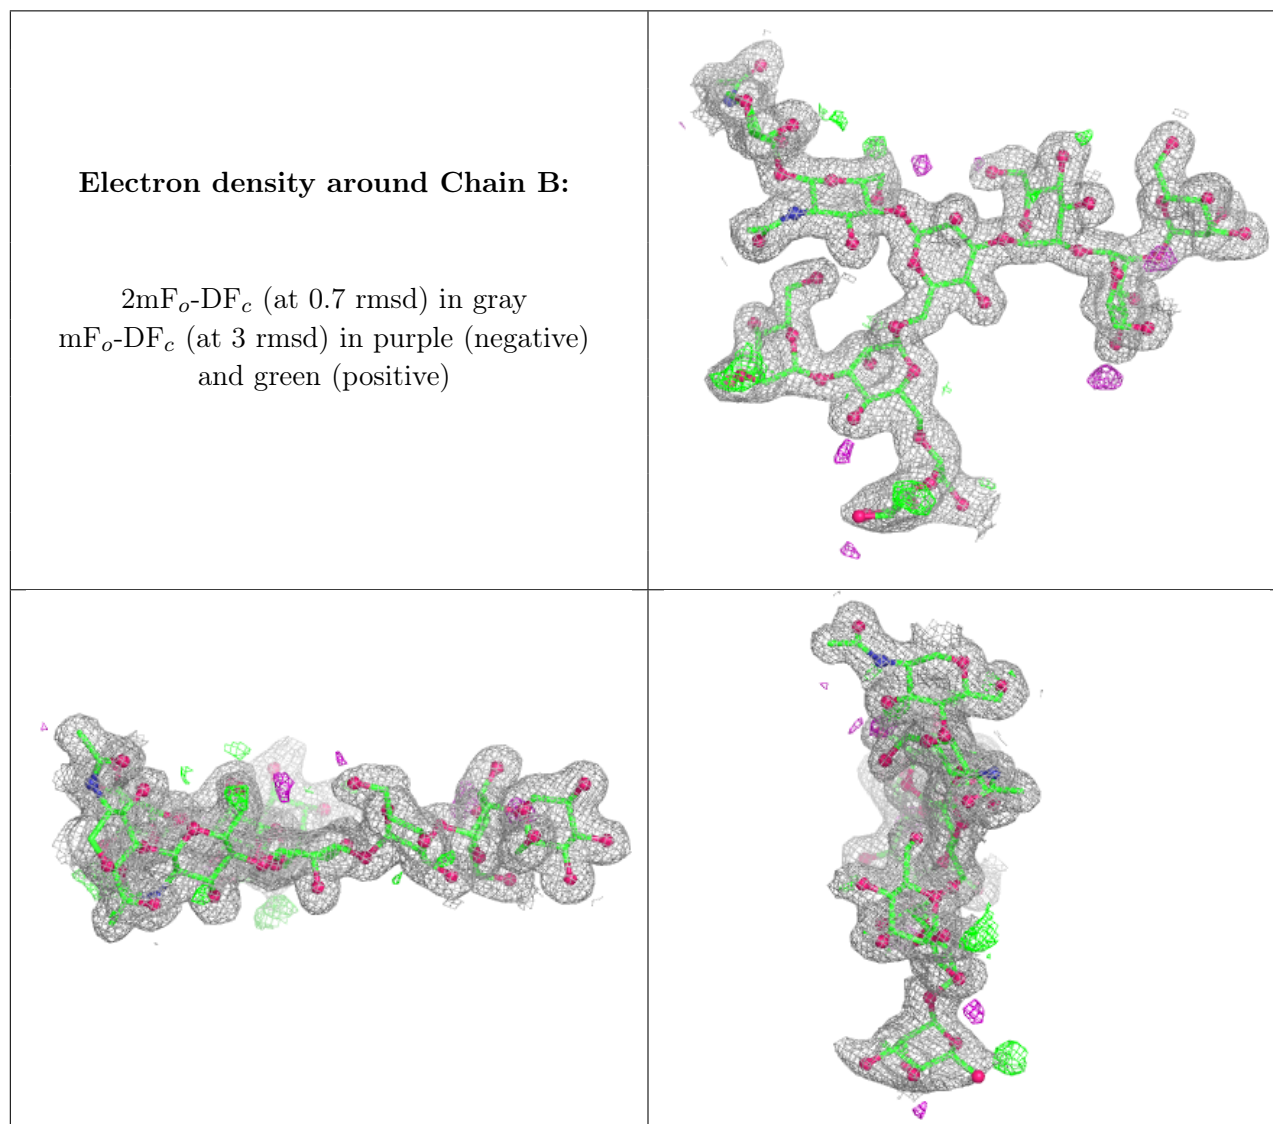 Electron density around Chain B:
2mFₒ-DF𝑐 (at 0.7 rmsd) in gray
mFₒ-DF𝑐 (at 3 rmsd) in purple (negative)
and green (positive)